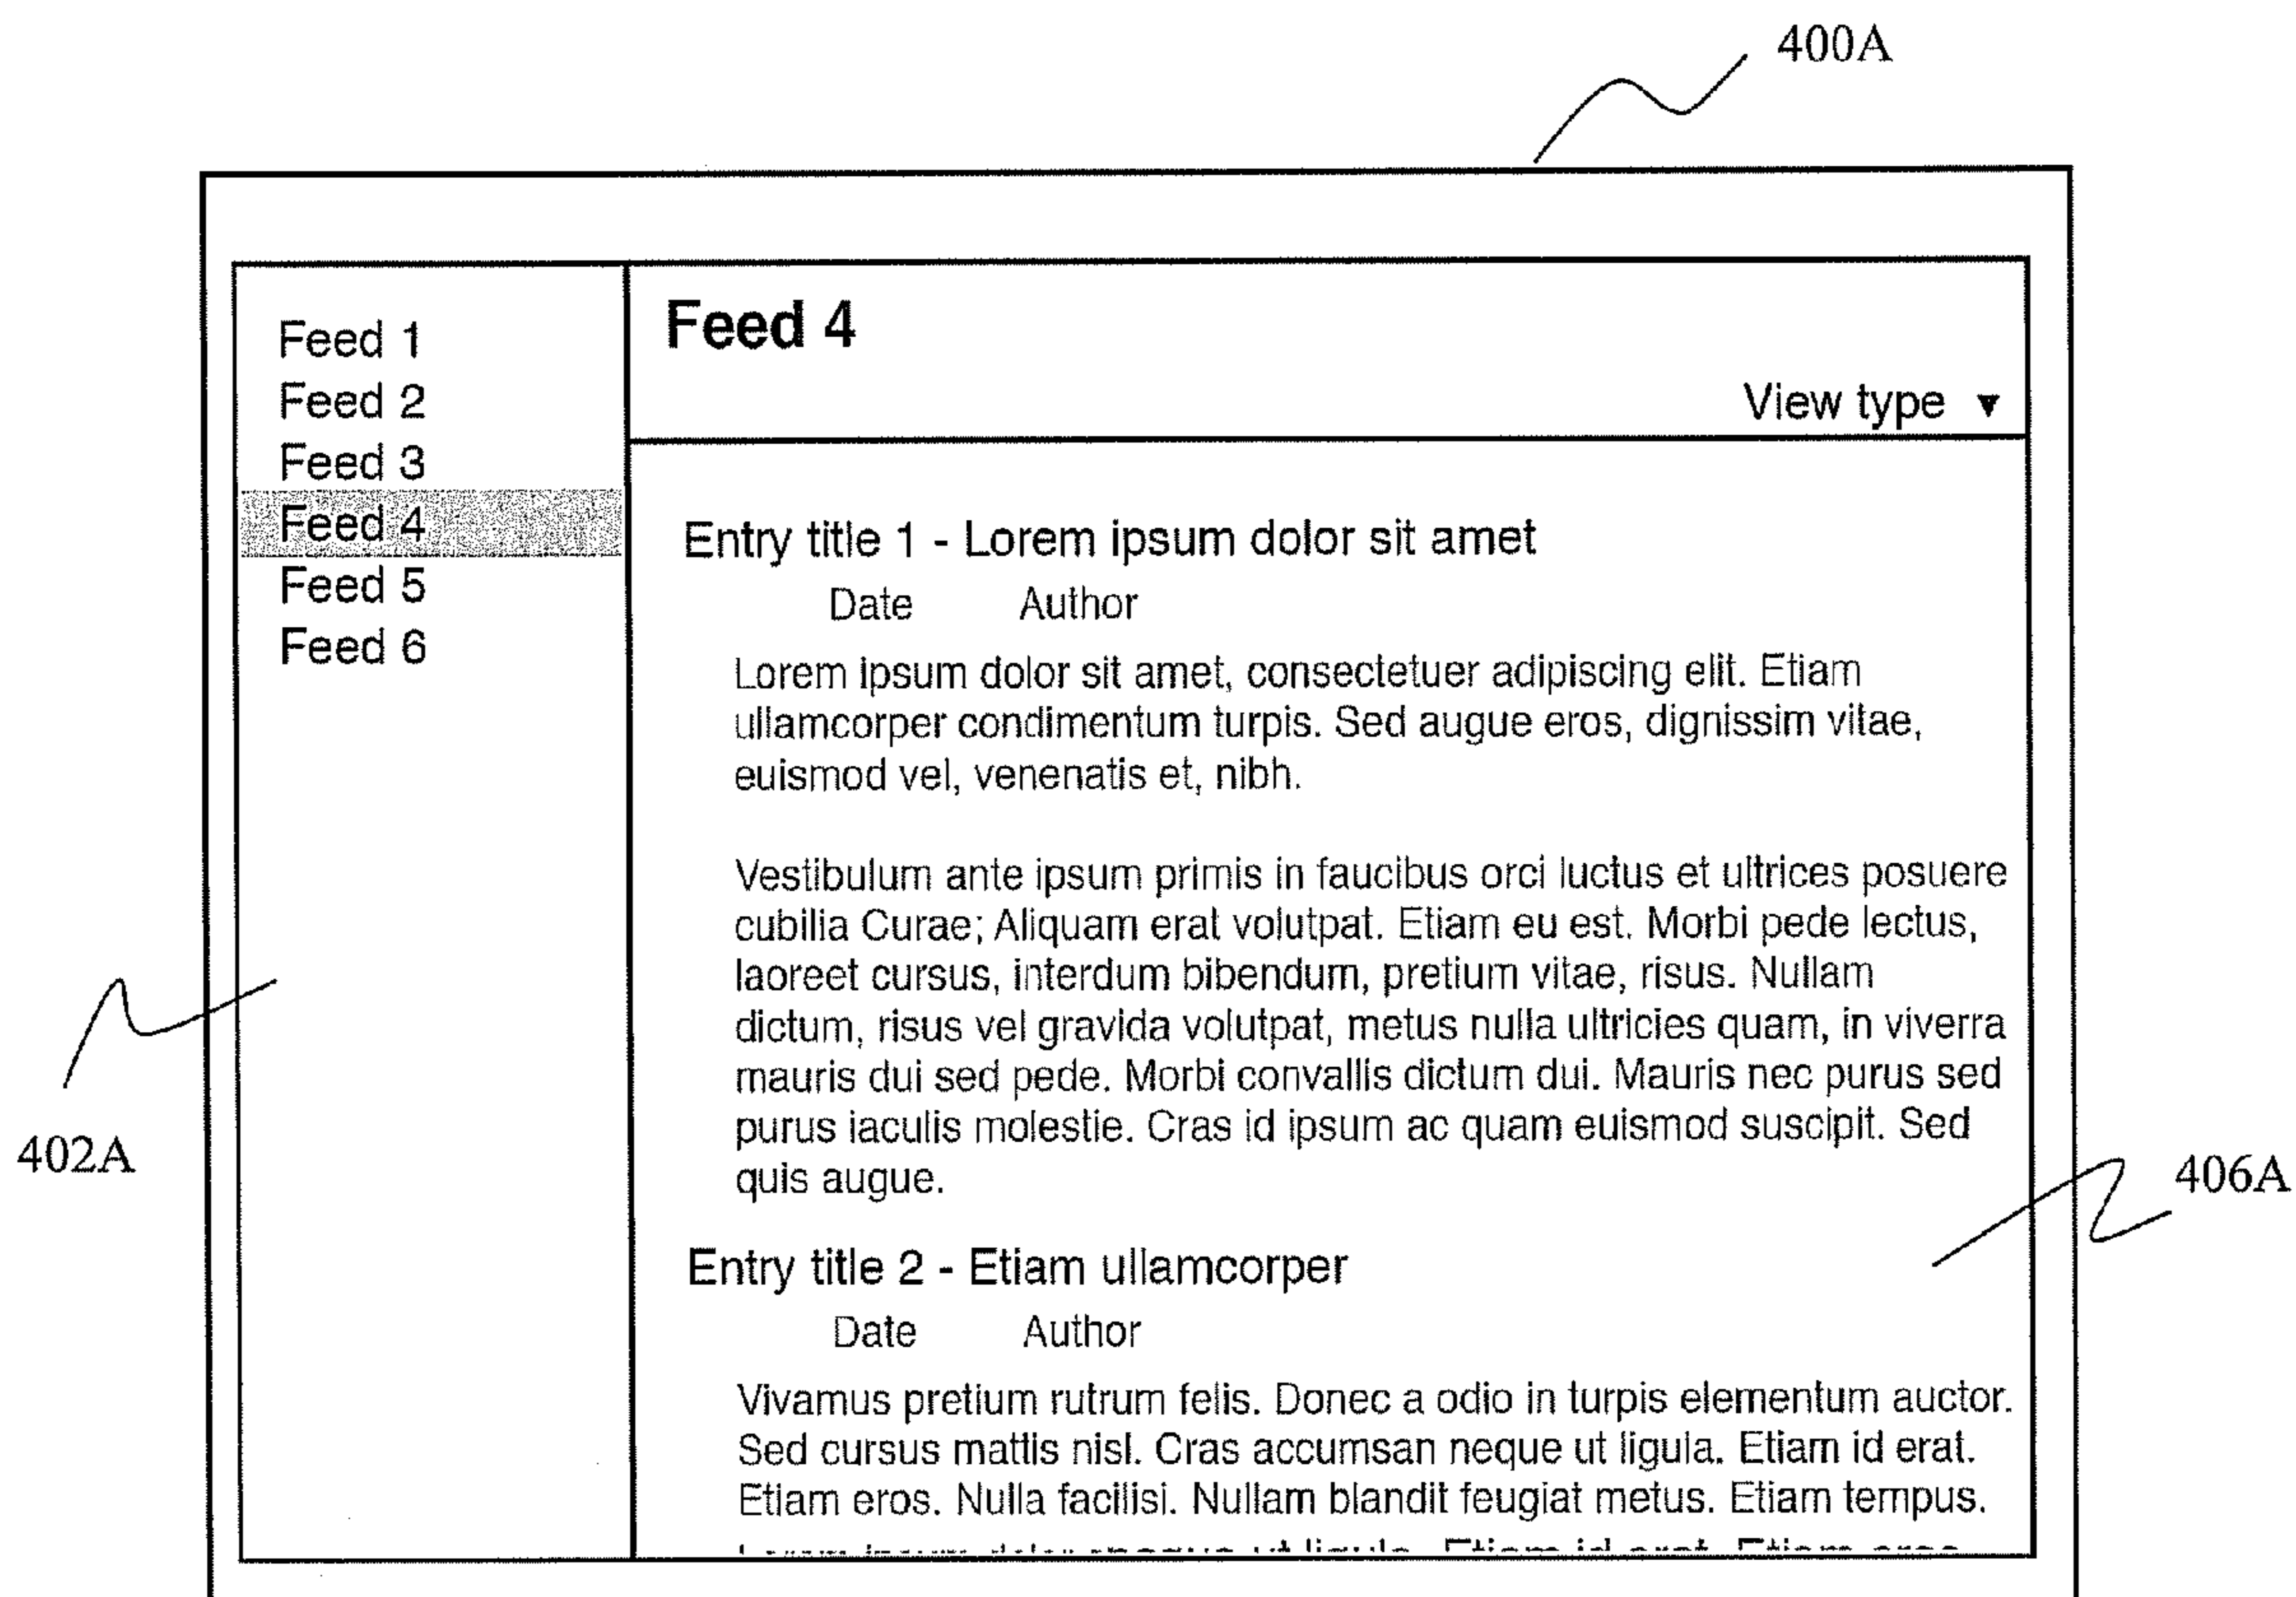 400A
Feed 1
Feed 2
Feed 3
Feed 4
Feed 5
Feed 6
402A
Feed 4
View type ▼
Entry title 1 - Lorem ipsum dolor sit amet
Date Author
Lorem ipsum dolor sit amet, consectetuer adipiscing elit. Etiam
ullamcorper condimentum turpis. Sed augue eros, dignissim vitae,
euismod vel, venenatis et, nibh.
Vestibulum ante ipsum primis in faucibus orci luctus et ultrices posuere
cubilia Curae; Aliquam erat volutpat. Etiam eu est. Morbi pede lectus,
laoreet cursus, interdum bibendum, pretium vitae, risus. Nullam
dictum, risus vel gravida volutpat, metus nulla ultricies quam, in viverra
mauris dui sed pede. Morbi convallis dictum dui. Mauris nec purus sed
purus iaculis molestie. Cras id ipsum ac quam euismod suscipit. Sed
quis augue.
406A
Entry title 2 - Etiam ullamcorper
Date Author
Vivamus pretium rutrum felis. Donec a odio in turpis elementum auctor.
Sed cursus mattis nisl. Cras accumsan neque ut ligula. Etiam id erat.
Etiam eros. Nulla facilisi. Nullam blandit feugiat metus. Etiam tempus.